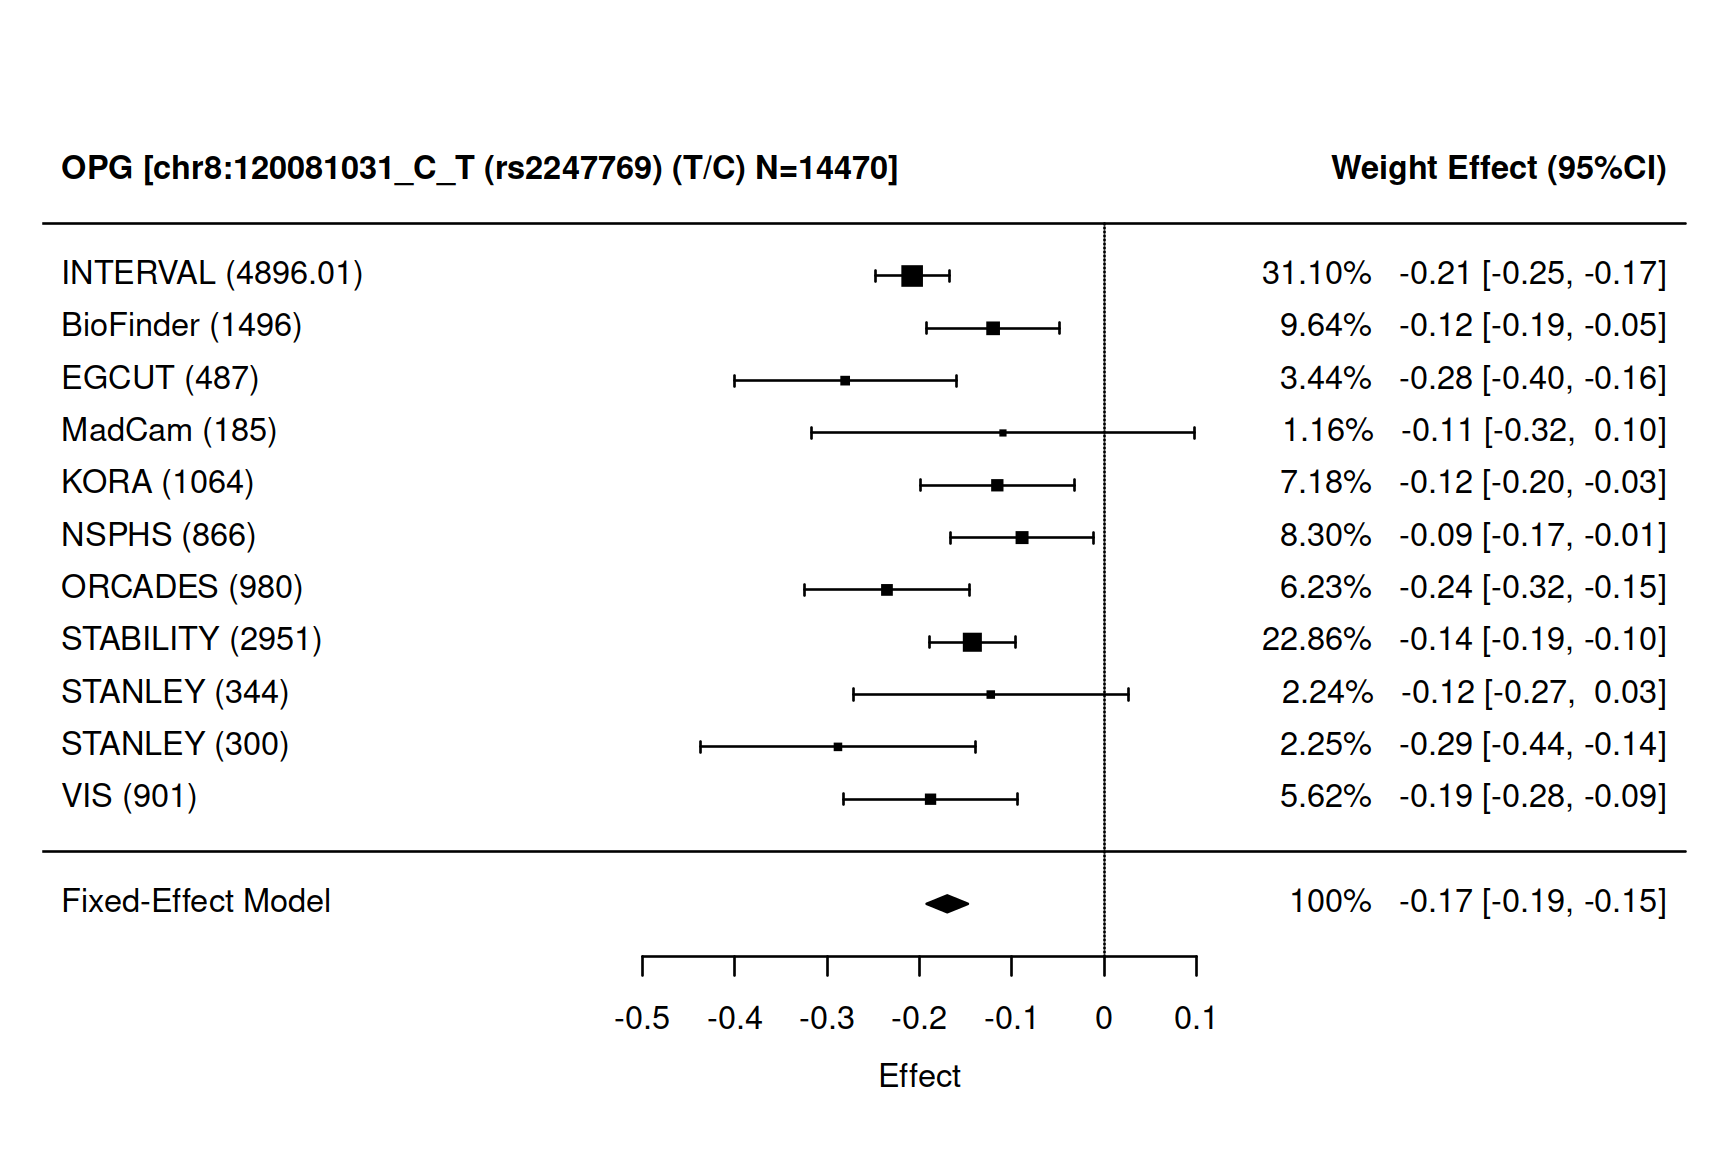 OPG [chr8:120081031_C_T (rs2247769) (T/C) N=14470] Weight Effect (95%CI)
INTERVAL (4896.01) 31.10% -0.21 [-0.25, -0.17]
BioFinder (1496) 9.64% -0.12 [-0.19, -0.05]
EGCUT (487) 3.44% -0.28 [-0.40, -0.16]
MadCam (185) 1.16% -0.11 [-0.32, 0.10]
KORA (1064) 7.18% -0.12 [-0.20, -0.03]
NSPHS (866) 8.30% -0.09 [-0.17, -0.01]
ORCADES (980) 6.23% -0.24 [-0.32, -0.15]
STABILITY (2951) 22.86% -0.14 [-0.19, -0.10]
STANLEY (344) 2.24% -0.12 [-0.27, 0.03]
STANLEY (300) 2.25% -0.29 [-0.44, -0.14]
VIS (901) 5.62% -0.19 [-0.28, -0.09]
Fixed-Effect Model 100% -0.17 [-0.19, -0.15]
-0.5 -0.4 -0.3 -0.2 -0.1 0 0.1
Effect